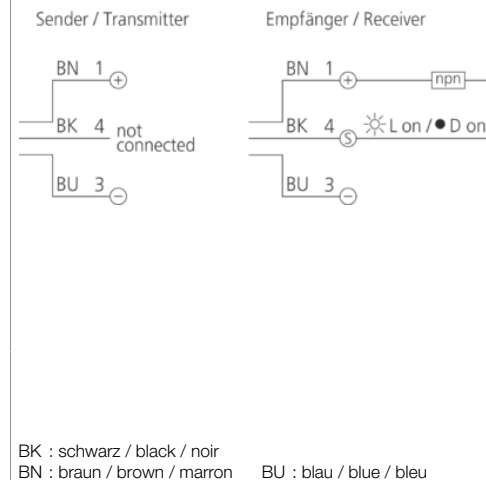 Sender / Transmitter
Empfänger / Receiver
BN 1 +
BK 4 not connected
BU 3 −
BN 1 + npn
BK 4 S L on / ● D on
BU 3 −
BK : schwarz / black / noir
BN : braun / brown / marron BU : blau / blue / bleu